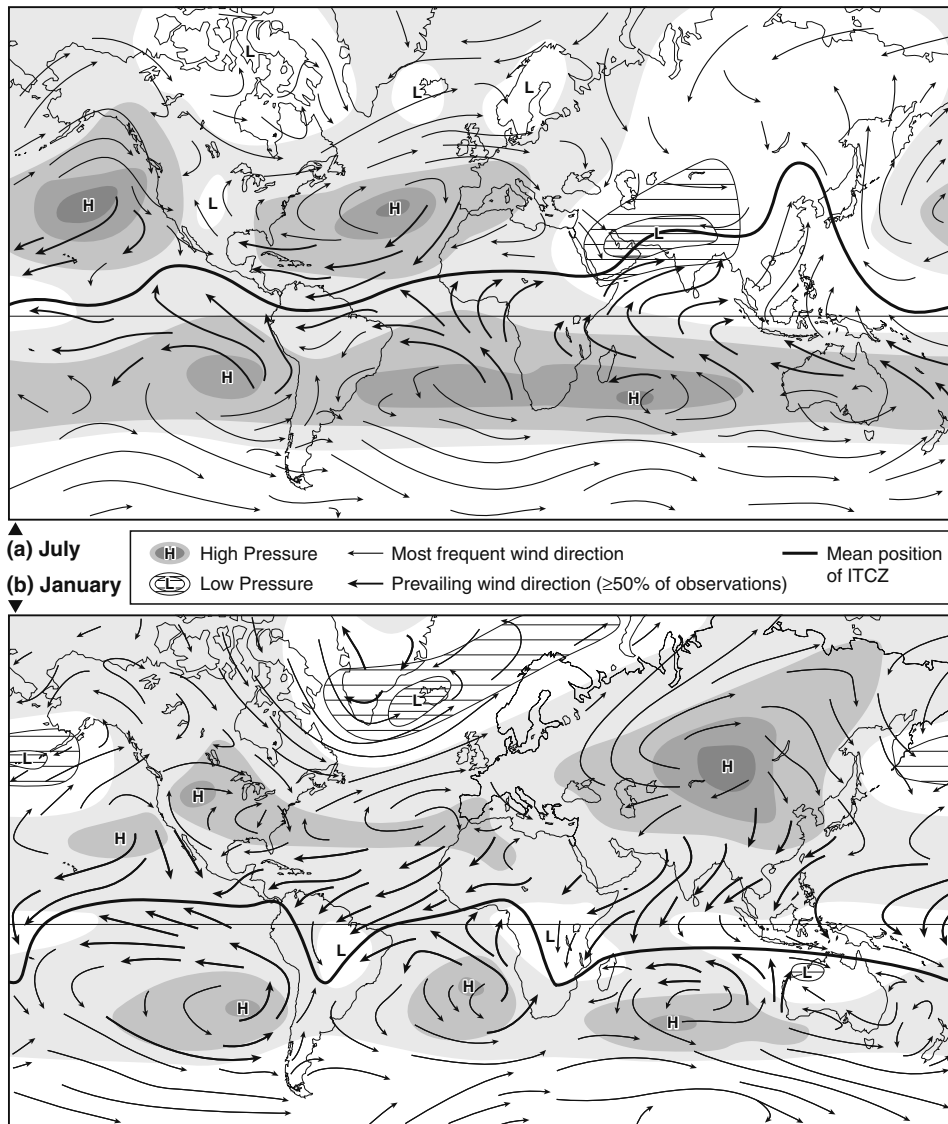 L
L
L
H
L
H
H
L
H
H
(a) July
(b) January
H High Pressure
L Low Pressure
Most frequent wind direction
Prevailing wind direction (≥50% of observations)
Mean position
of ITCZ
L
L
H
H
H
L
L
H
H
L
H